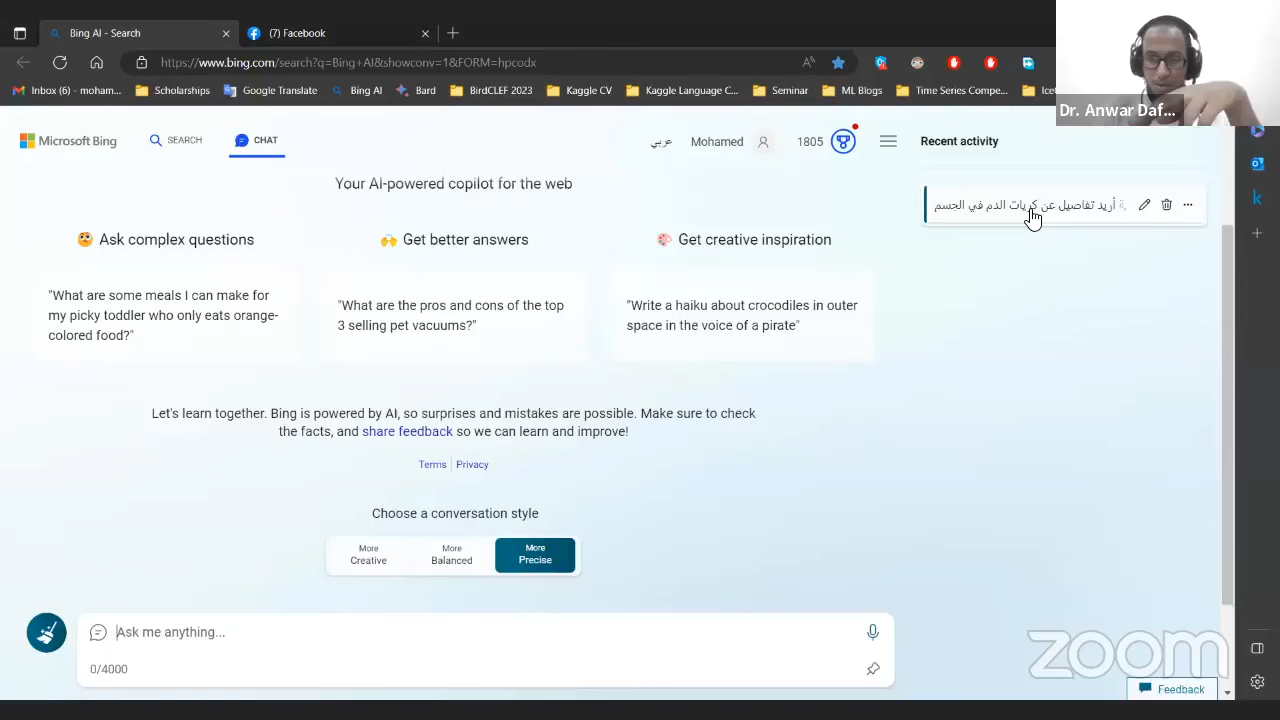 Bing AI - Search
(7) Facebook
https://www.bing.com/search?q=Bing+AI&showconv=1&FORM=hpcodx
Inbox (6) - moham...
Scholarships
Google Translate
Bing AI
Bard
BirdCLEF 2023
Kaggle CV
Kaggle Language C...
Seminar
ML Blogs
Time Series Compe...
Dr. Anwar Daf...
Microsoft Bing
SEARCH
CHAT
عربي
Mohamed
1805
Recent activity
أريد تفاصيل عن كريات الدم في الجسم
Your AI-powered copilot for the web
🧐 Ask complex questions
🙌 Get better answers
🎨 Get creative inspiration
"What are some meals I can make for
my picky toddler who only eats orange-
colored food?"
"What are the pros and cons of the top
3 selling pet vacuums?"
"Write a haiku about crocodiles in outer
space in the voice of a pirate"
Let's learn together. Bing is powered by AI, so surprises and mistakes are possible. Make sure to check
the facts, and share feedback so we can learn and improve!
Terms | Privacy
Choose a conversation style
More
Creative
More
Balanced
More
Precise
Ask me anything...
0/4000
zoom
Feedback